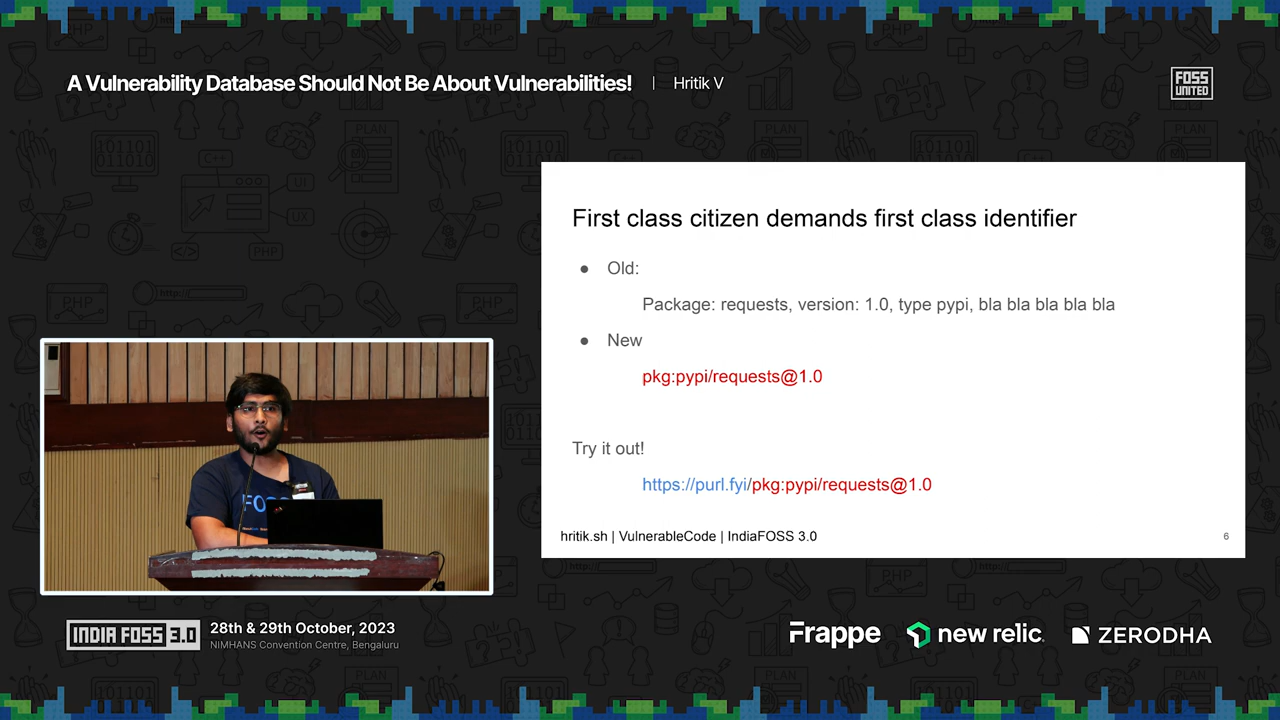 A Vulnerability Database Should Not Be About Vulnerabilities! | Hritik V
FOSS
UNITED
First class citizen demands first class identifier
● Old:
Package: requests, version: 1.0, type pypi, bla bla bla bla bla
● New
pkg:pypi/requests@1.0
Try it out!
https://purl.fyi/pkg:pypi/requests@1.0
hritik.sh | VulnerableCode | IndiaFOSS 3.0
6
INDIA FOSS 3.0
28th & 29th October, 2023
NIMHANS Convention Centre, Bengaluru
Frappe
new relic
ZERODHA